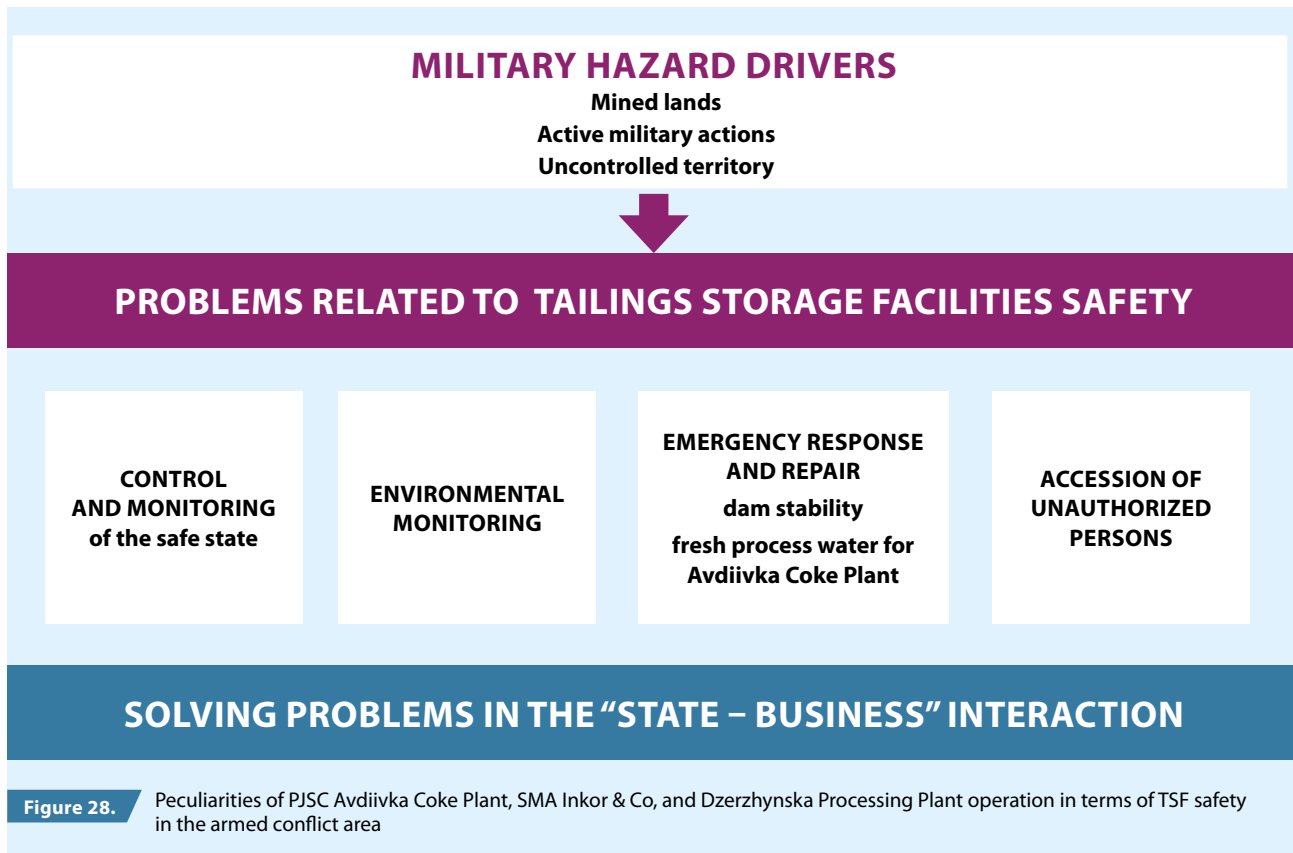 MILITARY HAZARD DRIVERS
Mined lands
Active military actions
Uncontrolled territory
PROBLEMS RELATED TO TAILINGS STORAGE FACILITIES SAFETY
CONTROL
AND MONITORING
of the safe state
ENVIRONMENTAL
MONITORING
EMERGENCY RESPONSE
AND REPAIR
dam stability
fresh process water for
Avdiivka Coke Plant
ACCESSION OF
UNAUTHORIZED
PERSONS
SOLVING PROBLEMS IN THE “STATE – BUSINESS” INTERACTION
Figure 28.
Peculiarities of PJSC Avdiivka Coke Plant, SMA Inkor & Co, and Dzerzhynska Processing Plant operation in terms of TSF safety
in the armed conflict area